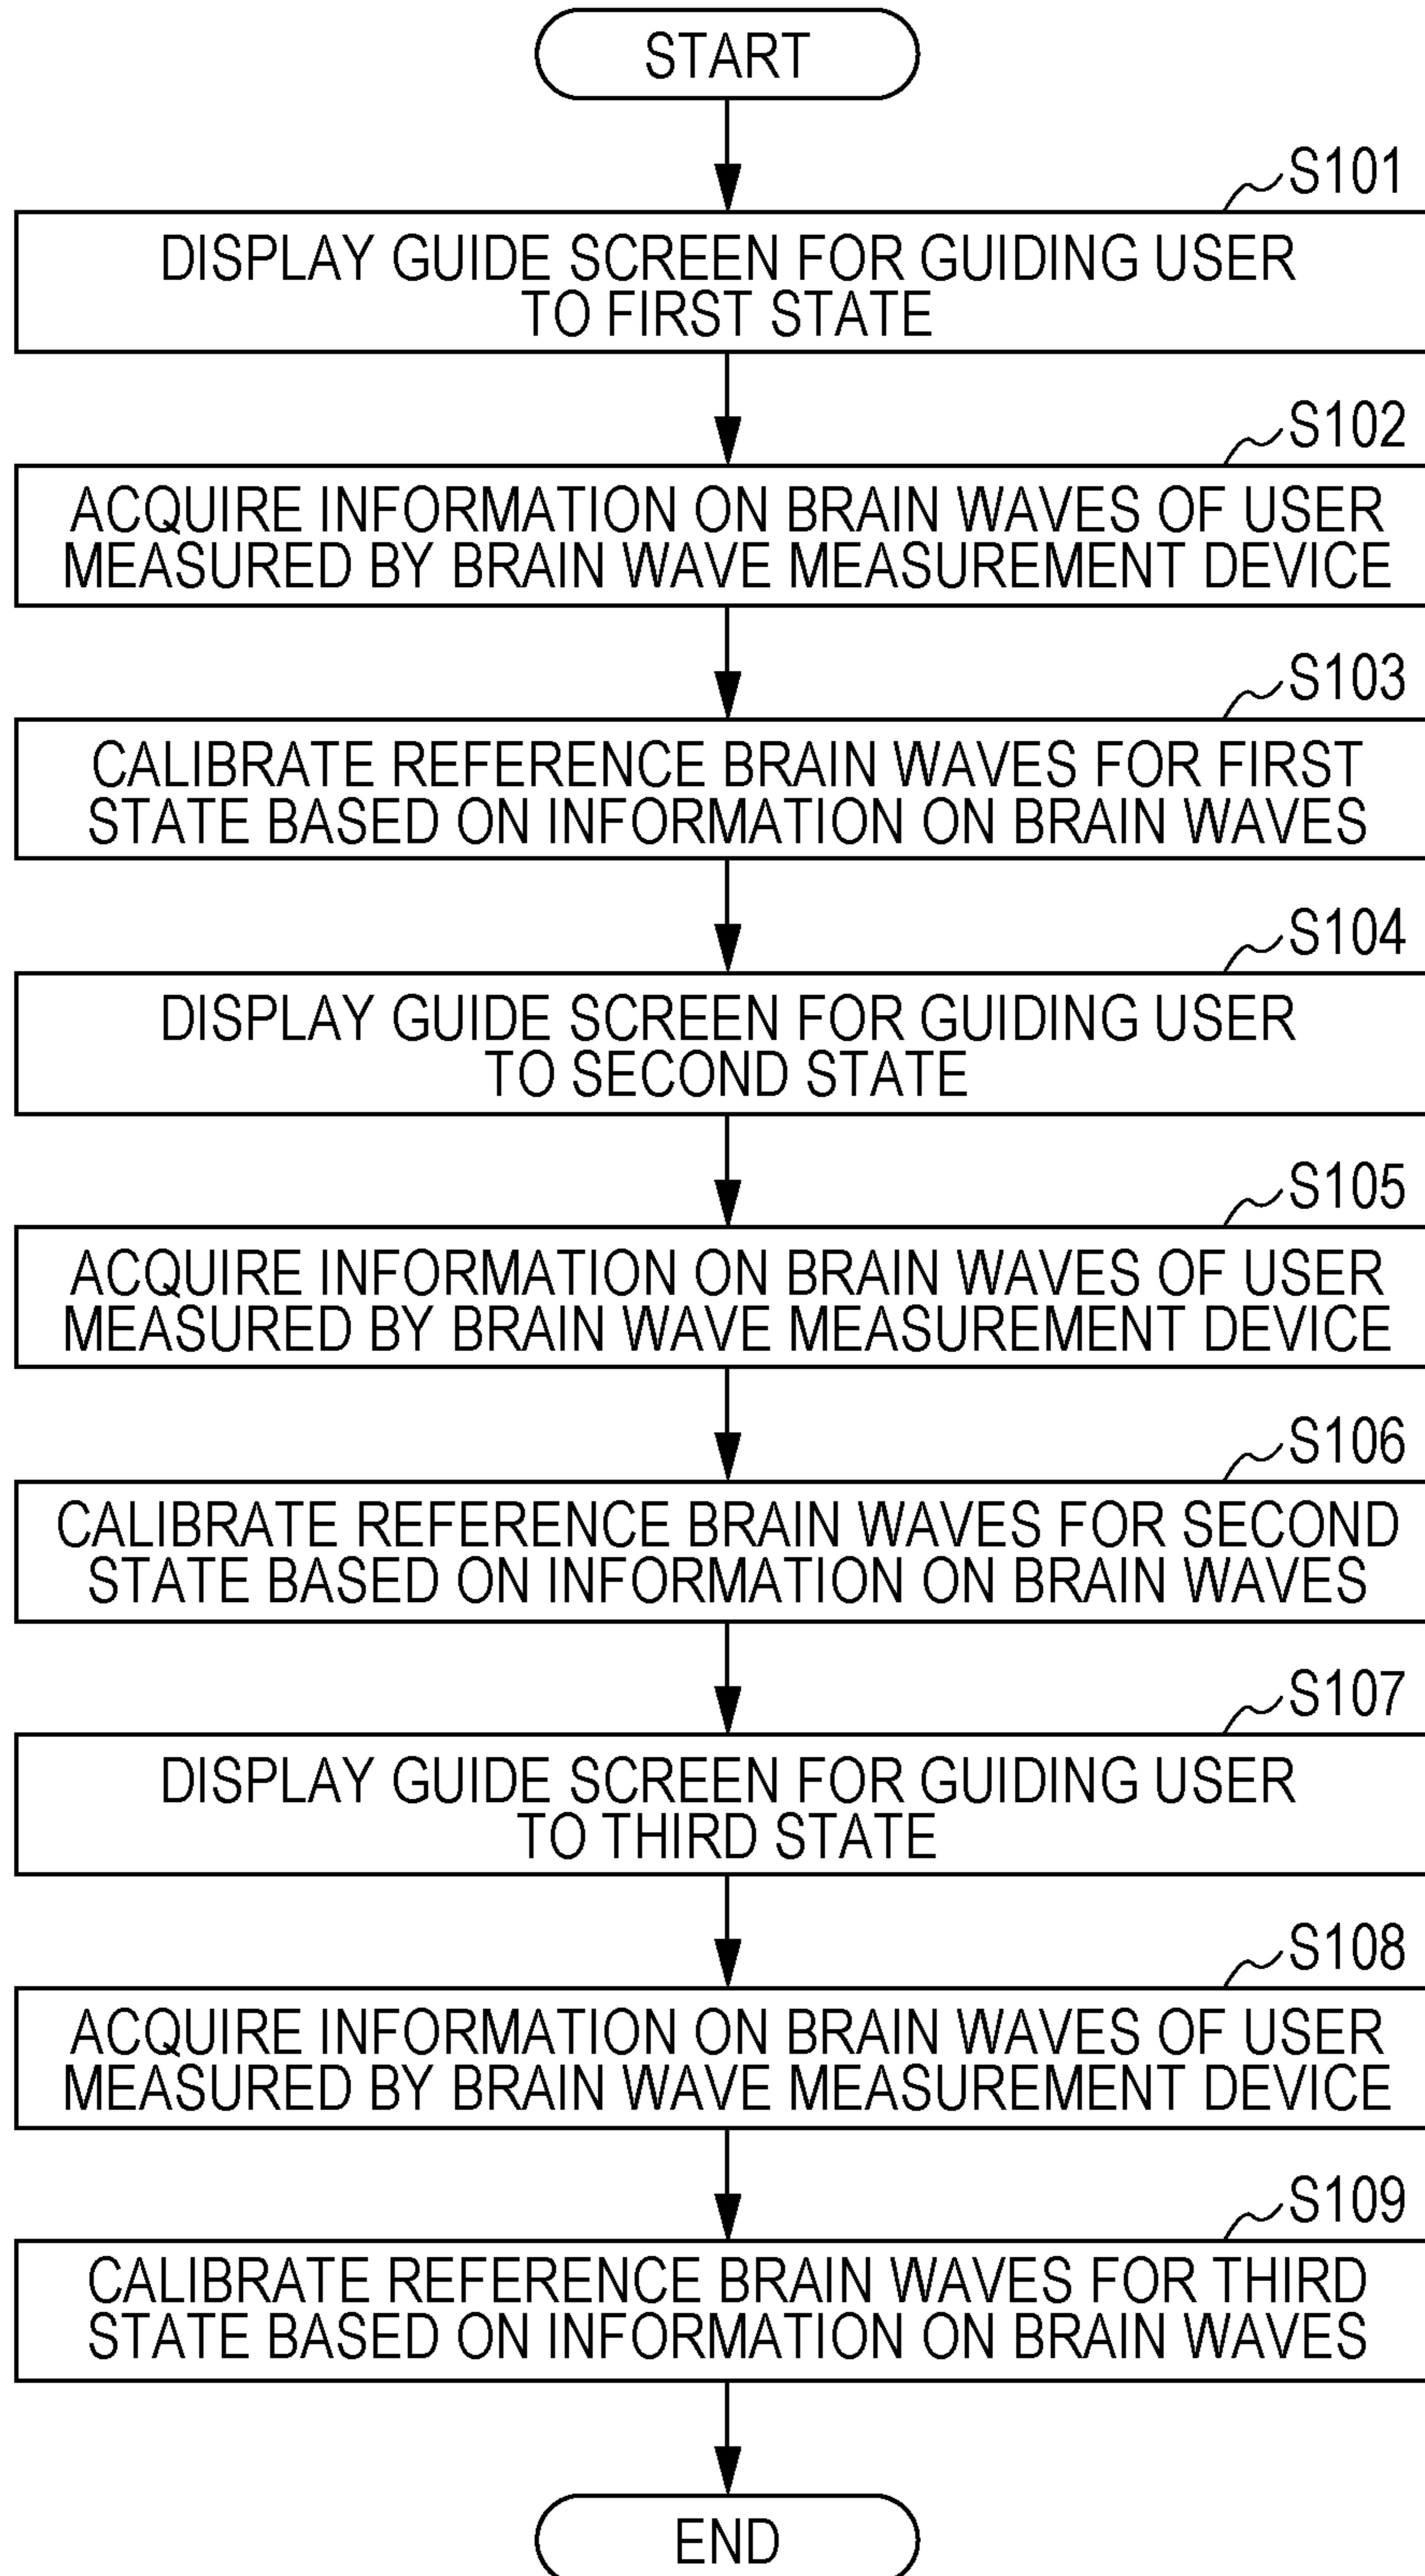 START
S101
DISPLAY GUIDE SCREEN FOR GUIDING USER
TO FIRST STATE
S102
ACQUIRE INFORMATION ON BRAIN WAVES OF USER
MEASURED BY BRAIN WAVE MEASUREMENT DEVICE
S103
CALIBRATE REFERENCE BRAIN WAVES FOR FIRST
STATE BASED ON INFORMATION ON BRAIN WAVES
S104
DISPLAY GUIDE SCREEN FOR GUIDING USER
TO SECOND STATE
S105
ACQUIRE INFORMATION ON BRAIN WAVES OF USER
MEASURED BY BRAIN WAVE MEASUREMENT DEVICE
S106
CALIBRATE REFERENCE BRAIN WAVES FOR SECOND
STATE BASED ON INFORMATION ON BRAIN WAVES
S107
DISPLAY GUIDE SCREEN FOR GUIDING USER
TO THIRD STATE
S108
ACQUIRE INFORMATION ON BRAIN WAVES OF USER
MEASURED BY BRAIN WAVE MEASUREMENT DEVICE
S109
CALIBRATE REFERENCE BRAIN WAVES FOR THIRD
STATE BASED ON INFORMATION ON BRAIN WAVES
END